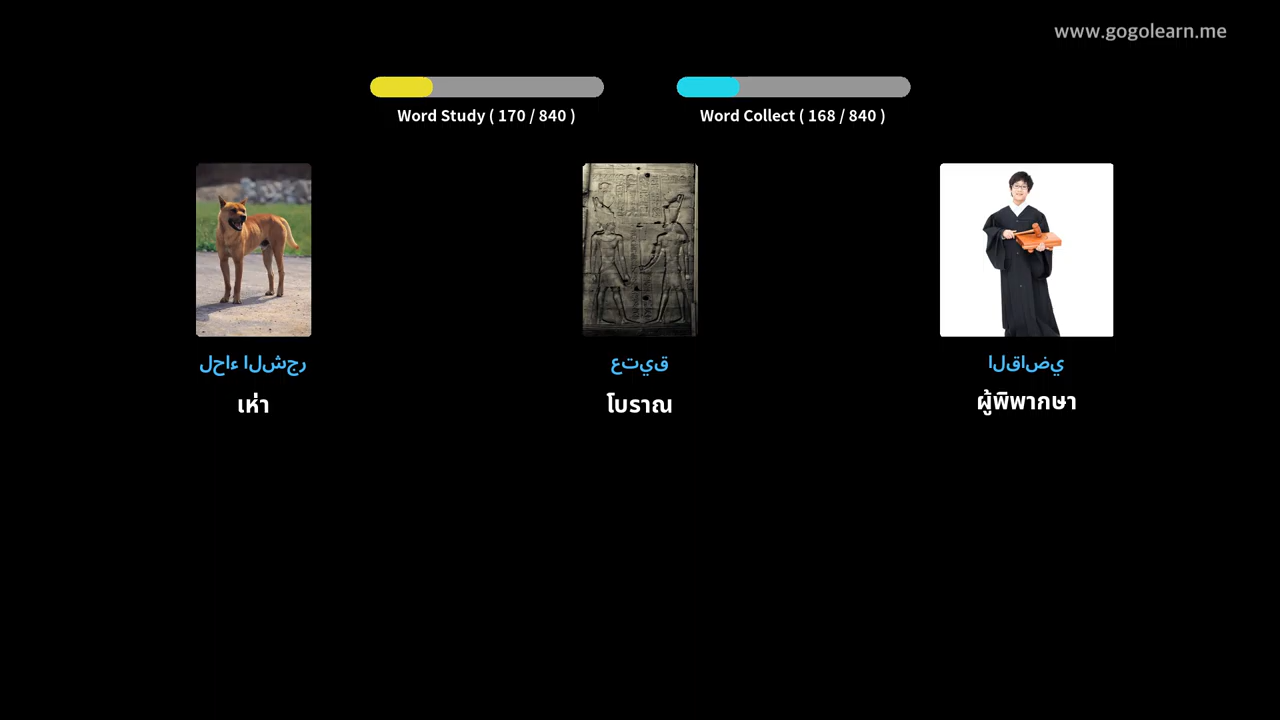 www.gogolearn.me
Word Study ( 170 / 840 )
Word Collect ( 168 / 840 )
لحاء الشجر
عتيق
القاضي
เห่า
โบราณ
ผู้พิพากษา